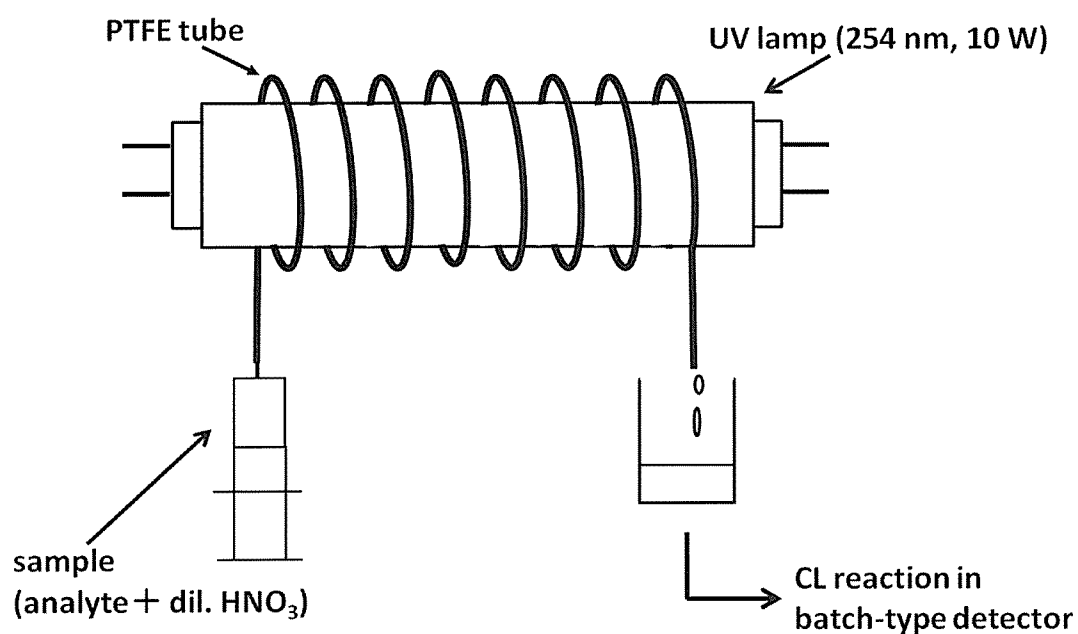 PTFE tube
UV lamp (254 nm, 10 W)
sample
(analyte＋ dil. HNO₃)
CL reaction in
batch-type detector